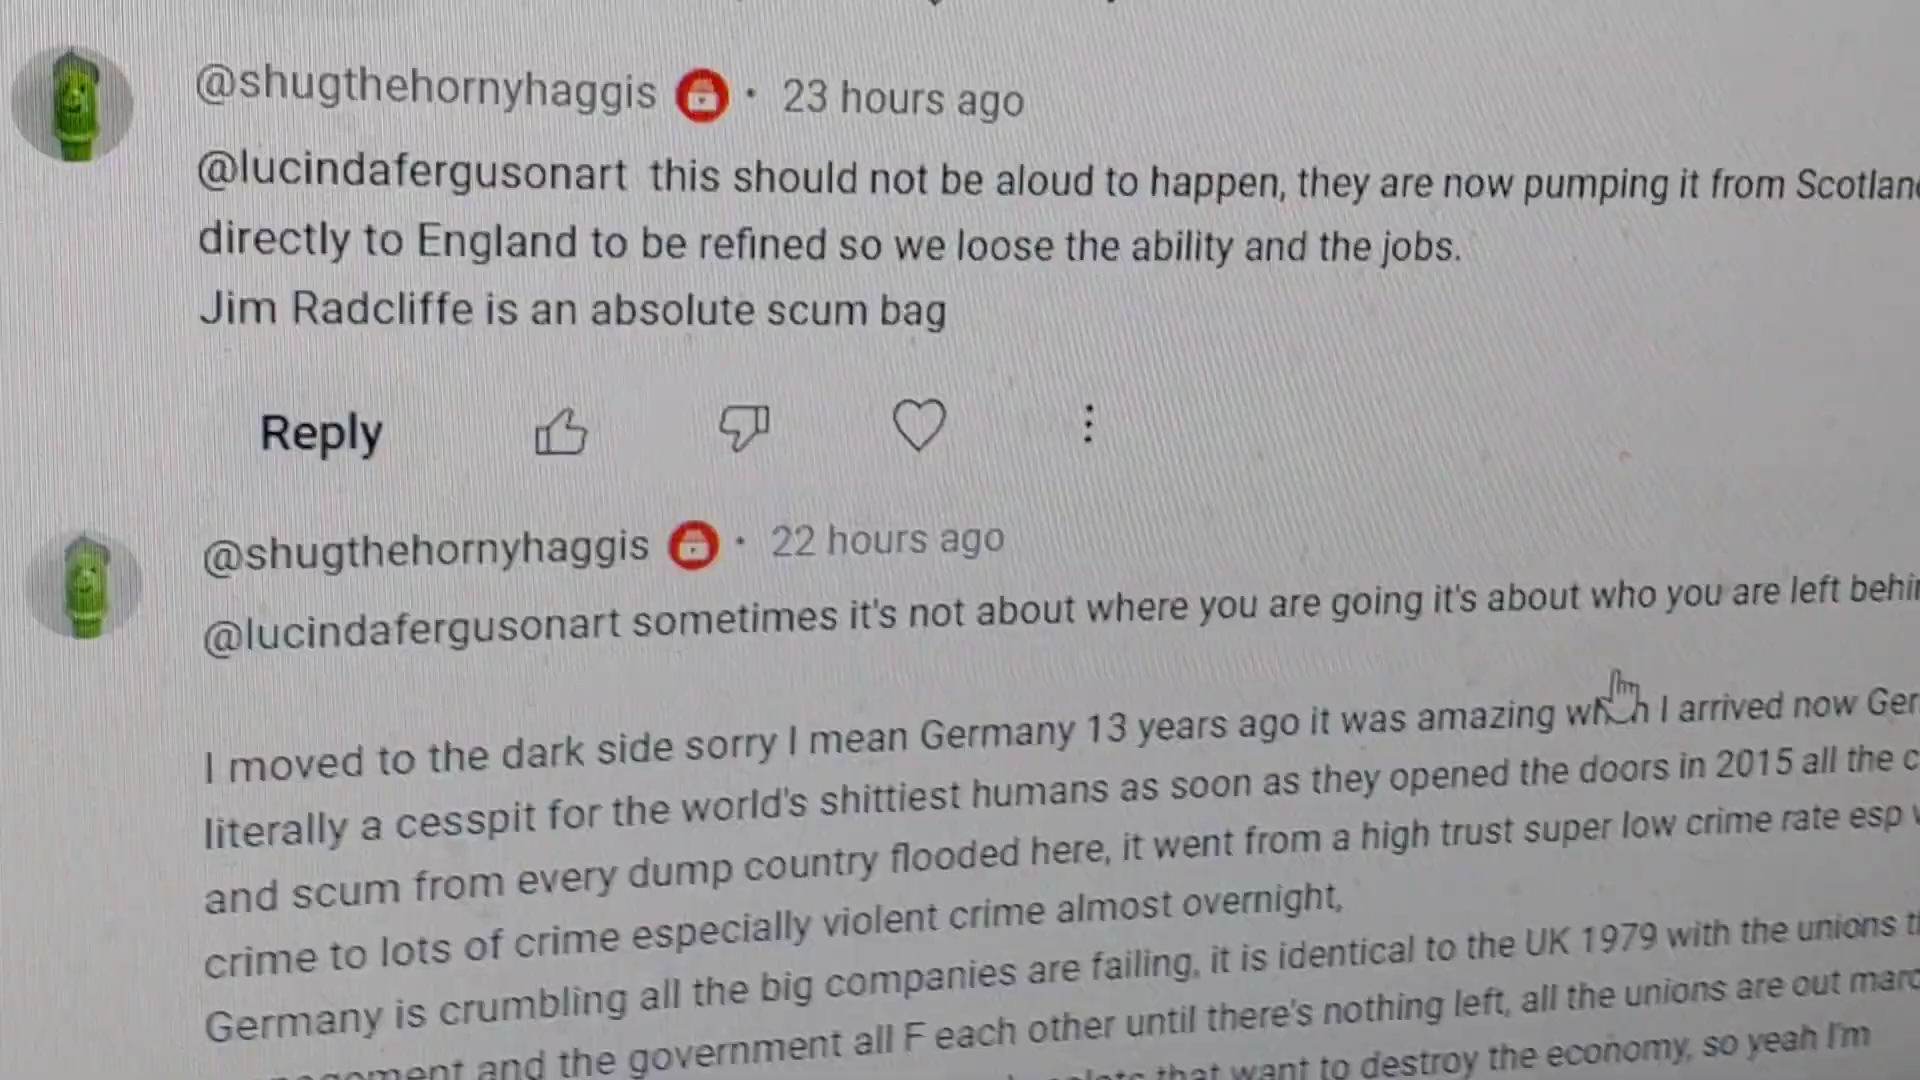 @shugthehornyhaggis · 23 hours ago
@lucindafergusonart this should not be aloud to happen, they are now pumping it from Scotland
directly to England to be refined so we loose the ability and the jobs.
Jim Radcliffe is an absolute scum bag
Reply
@shugthehornyhaggis · 22 hours ago
@lucindafergusonart sometimes it's not about where you are going it's about who you are left behin
I moved to the dark side sorry I mean Germany 13 years ago it was amazing when I arrived now Ger
literally a cesspit for the world's shittiest humans as soon as they opened the doors in 2015 all the c
and scum from every dump country flooded here, it went from a high trust super low crime rate esp
crime to lots of crime especially violent crime almost overnight,
Germany is crumbling all the big companies are failing, it is identical to the UK 1979 with the unions
and the government all F each other until there's nothing left, all the unions are out
that want to destroy the economy, so yeah I'm